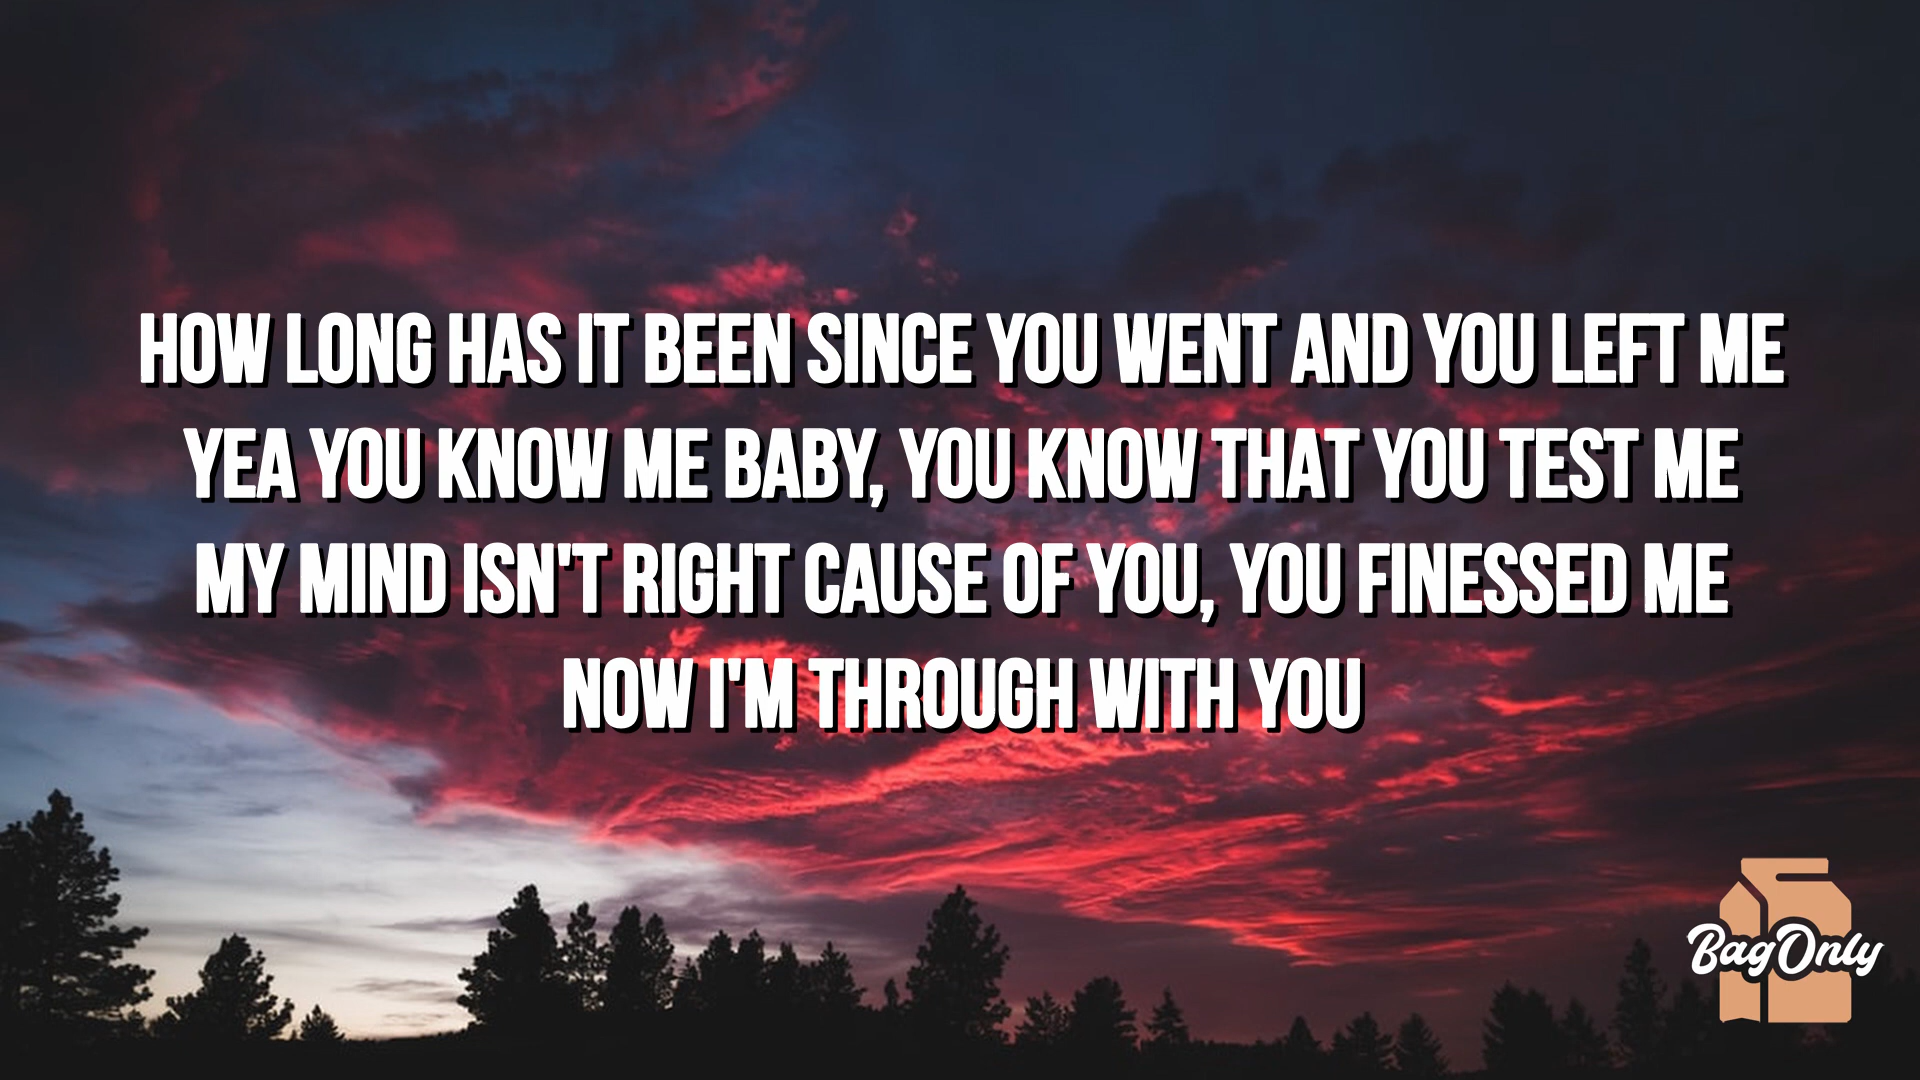 HOW LONG HAS IT BEEN SINCE YOU WENT AND YOU LEFT ME
YEA YOU KNOW ME BABY, YOU KNOW THAT YOU TEST ME
MY MIND ISN'T RIGHT CAUSE OF YOU, YOU FINESSED ME
NOW I'M THROUGH WITH YOU
BagOnly